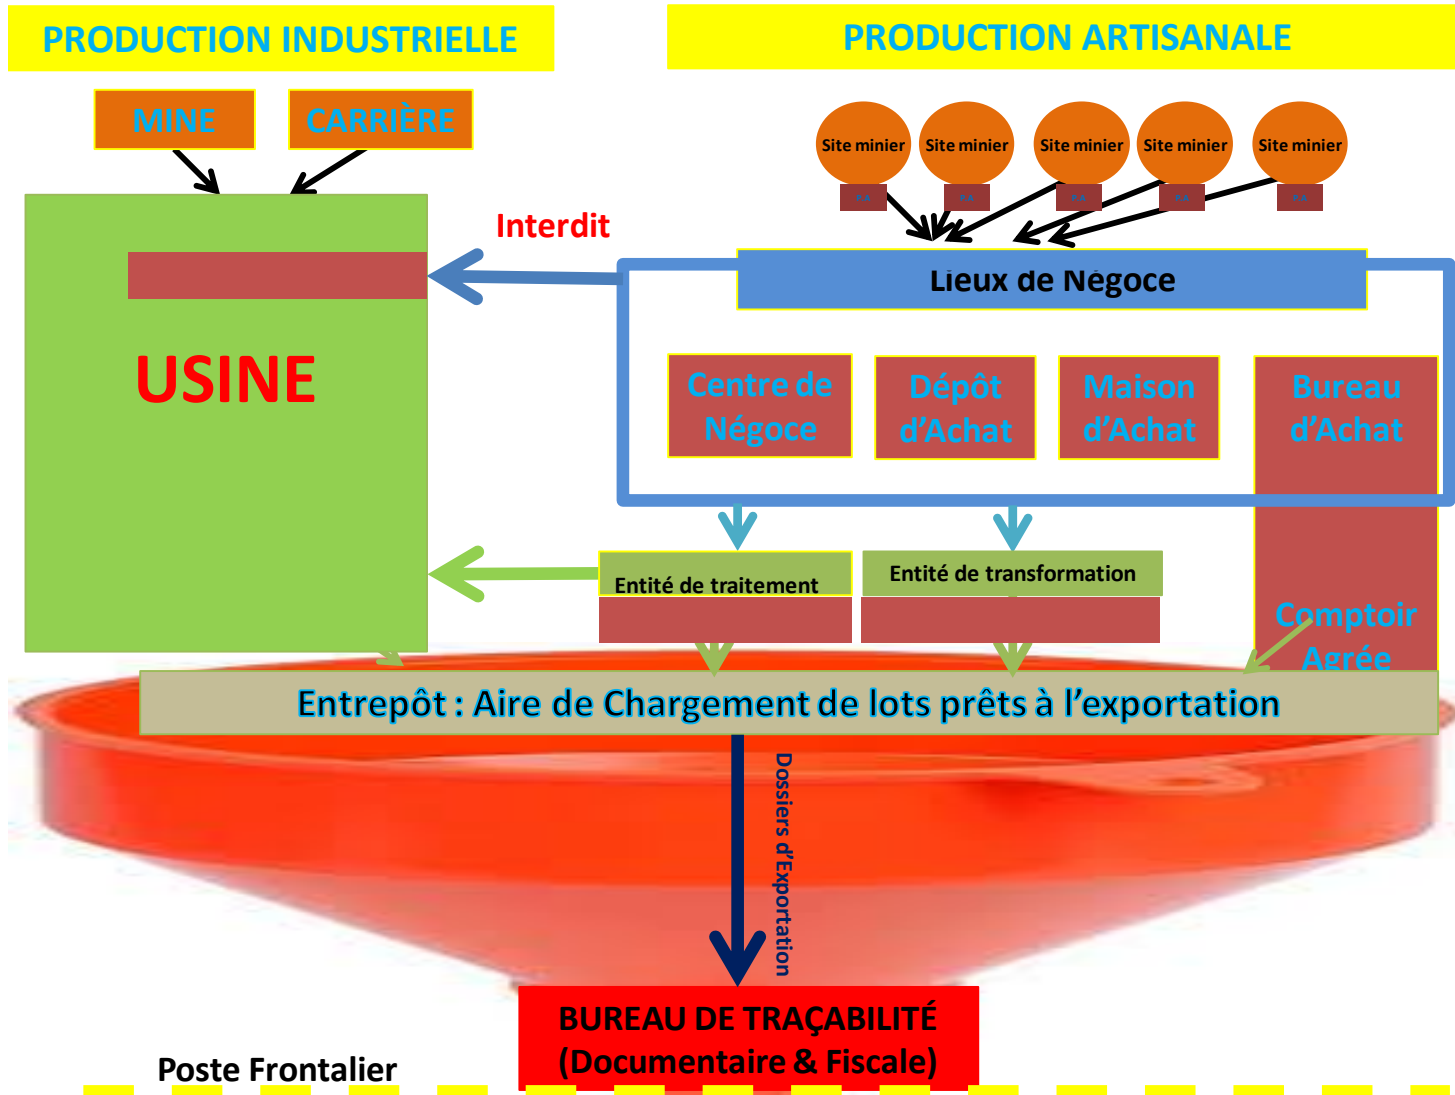 PRODUCTION INDUSTRIELLE
PRODUCTION ARTISANALE
MINE
CARRIÈRE
Site minier
Site minier
Site minier
Site minier
Site minier
Interdit
Lieux de Négoce
USINE
Centre de
Négoce
Dépôt
d'Achat
Maison
d'Achat
Bureau
d'Achat
Entité de traitement
Entité de transformation
Comptoir
Agrée
Entrepôt : Aire de Chargement de lots prêts à l'exportation
Dossiers d'Exportation
BUREAU DE TRAÇABILITÉ
(Documentaire & Fiscale)
Poste Frontalier